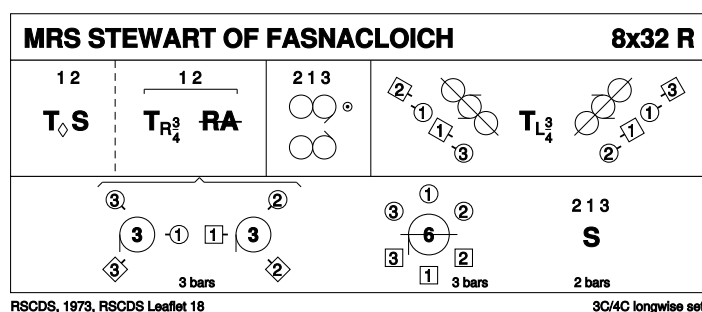 MRS STEWART OF FASNACLOICH 8x32 R
1 2 1 2 2 1 3
T◇S T R 3/4 RA T L 3/4
2 1 1 3
3 1 1 2
3 2 1 2 1 3
3 3 1 1 3 3 2 6 S
3 2 3 1 2
3 bars 3 bars 2 bars
RSCDS, 1973, RSCDS Leaflet 18 3C/4C longwise set